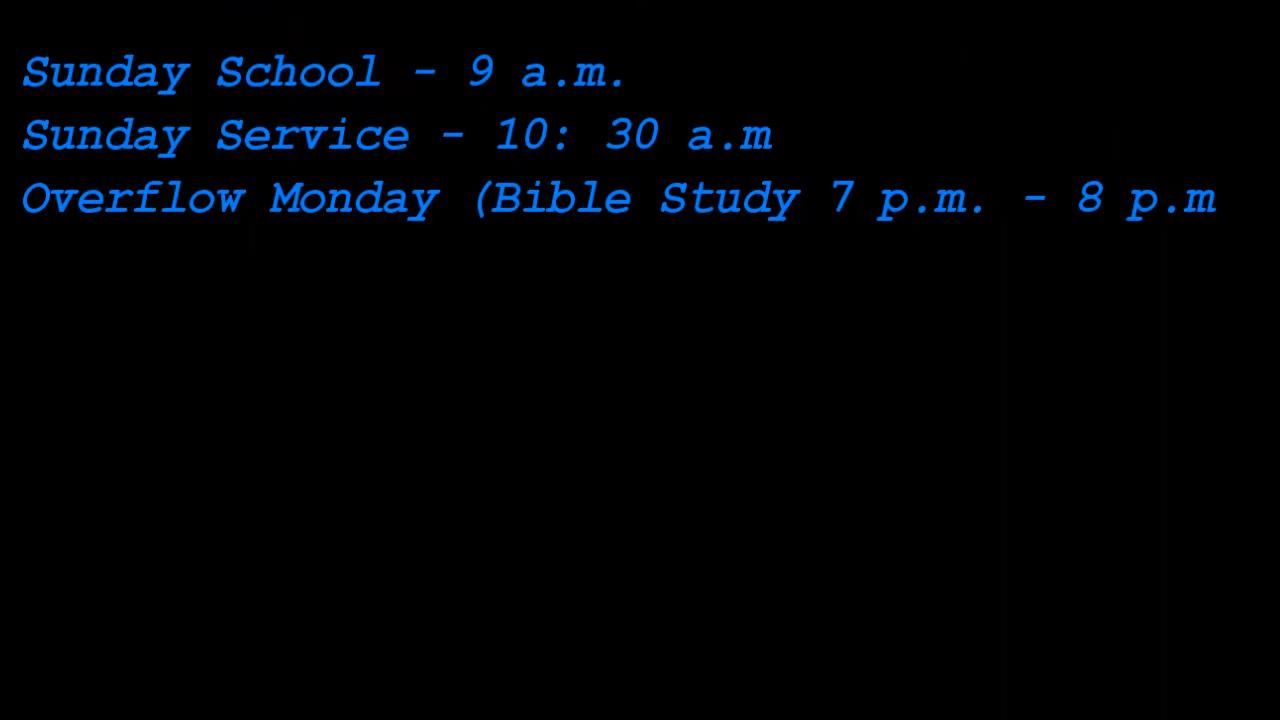 Sunday School - 9 a.m.
Sunday Service - 10: 30 a.m
Overflow Monday (Bible Study 7 p.m. - 8 p.m